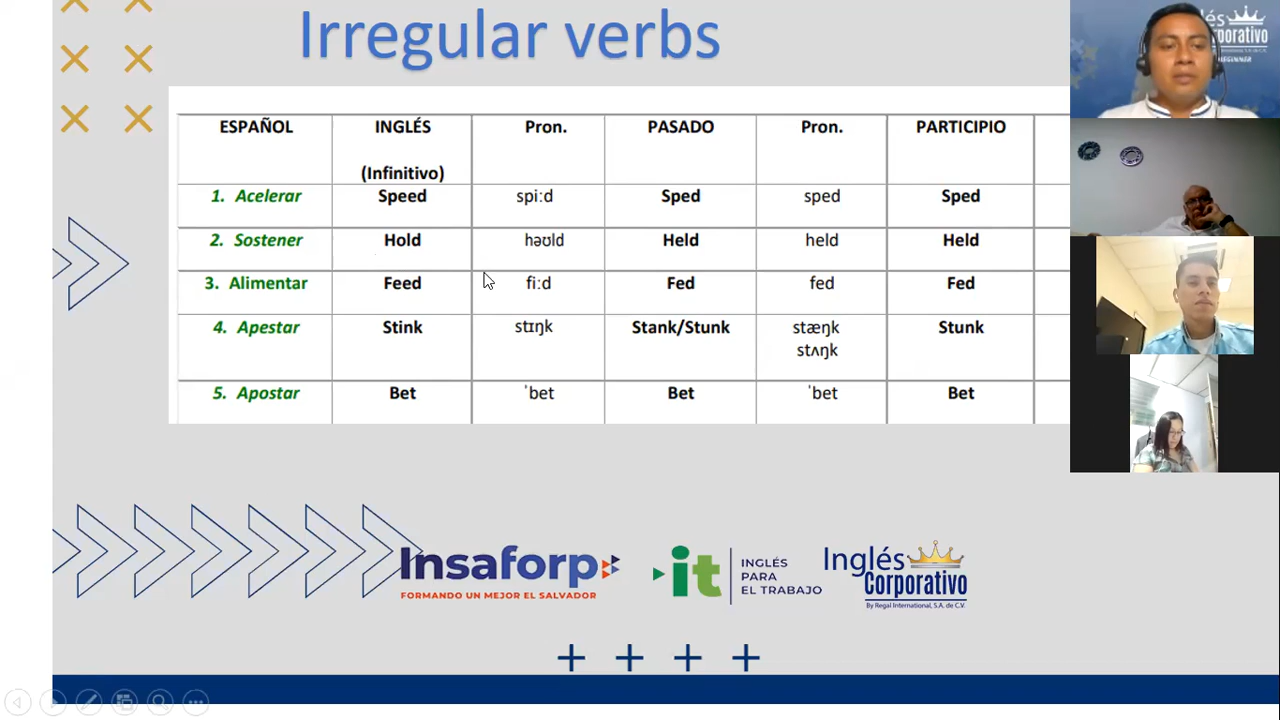 Irregular verbs
ESPAÑOL INGLÉS Pron. PASADO Pron. PARTICIPIO
(Infinitivo)
1. Acelerar Speed spiːd Sped sped Sped
2. Sostener Hold həʊld Held held Held
3. Alimentar Feed fiːd Fed fed Fed
4. Apestar Stink stɪŋk Stank/Stunk stæŋk Stunk
stʌŋk
5. Apostar Bet ˈbet Bet ˈbet Bet
Insaforp
FORMANDO UN MEJOR EL SALVADOR
it
INGLÉS
PARA
EL TRABAJO
Inglés
Corporativo
By Regal International, S.A. de C.V.